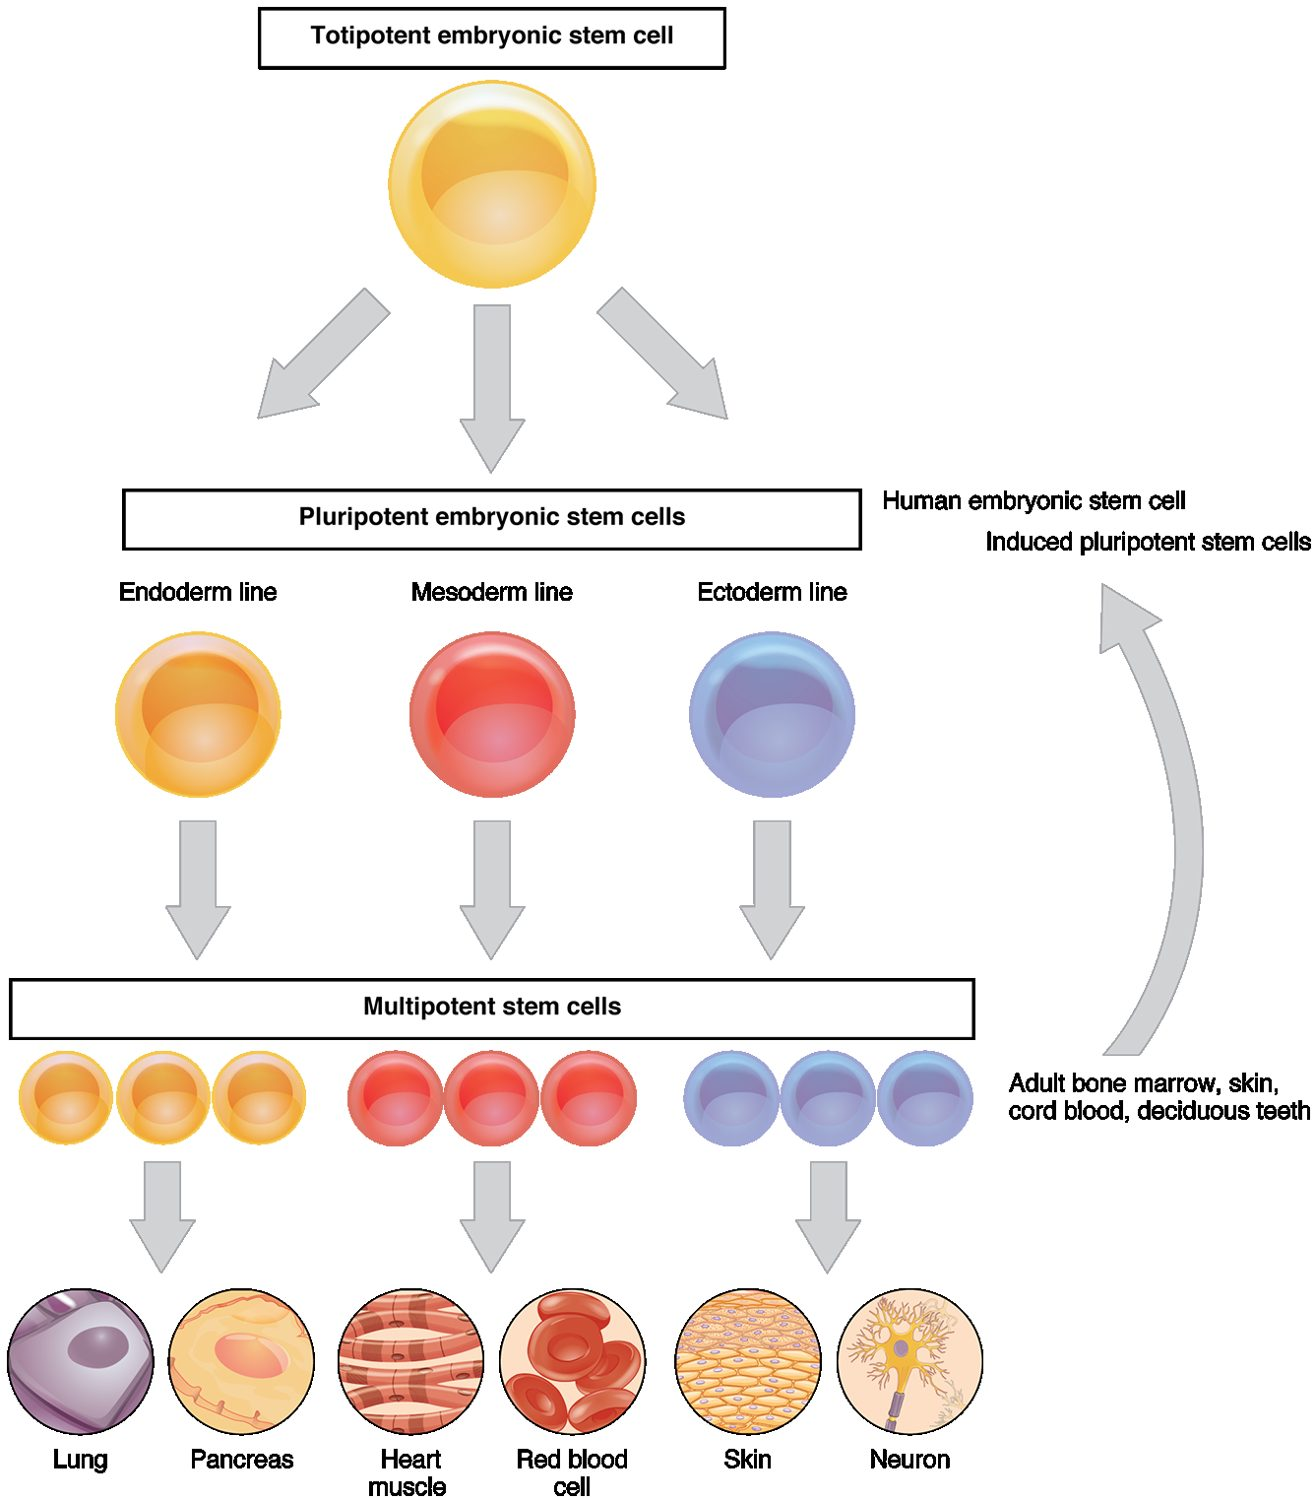 Totipotent embryonic stem cell
Pluripotent embryonic stem cells
Human embryonic stem cell
Induced pluripotent stem cells
Endoderm line
Mesoderm line
Ectoderm line
Multipotent stem cells
Adult bone marrow, skin,
cord blood, deciduous teeth
Lung
Pancreas
Heart
muscle
Red blood
cell
Skin
Neuron